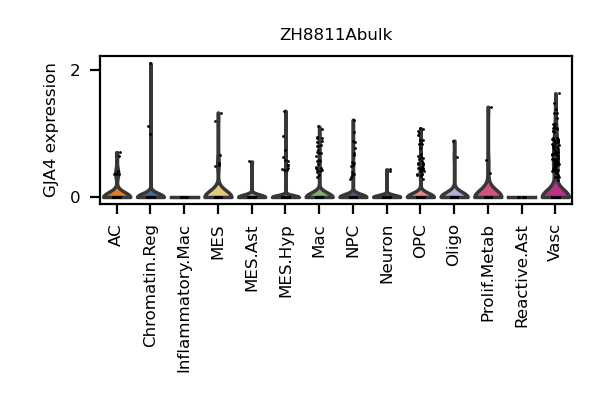 ZH8811Abulk
GJA4 expression
2
0
AC
Chromatin.Reg
Inflammatory.Mac
MES
MES.Ast
MES.Hyp
Mac
NPC
Neuron
OPC
Oligo
Prolif.Metab
Reactive.Ast
Vasc